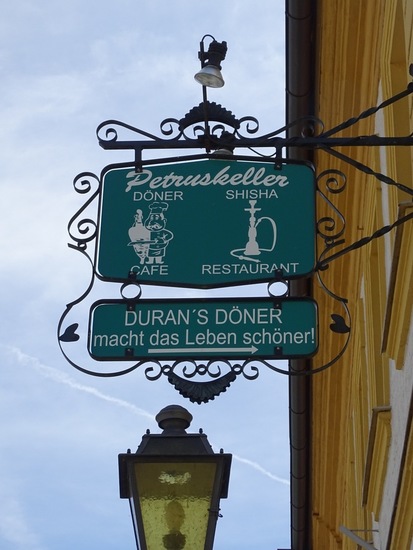 Petruskeller
DÖNER SHISHA
CAFE RESTAURANT
DURAN´S DÖNER
macht das Leben schöner!